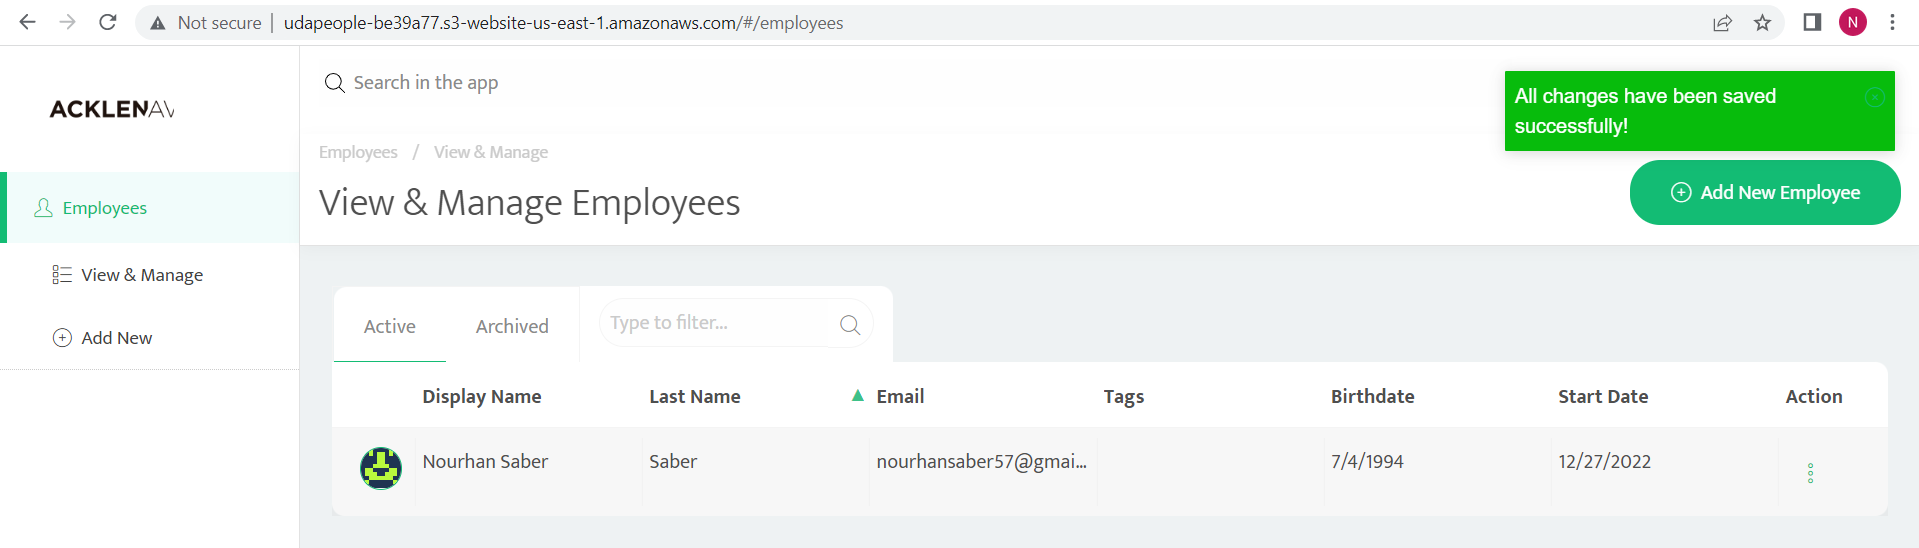 Not secure | udapeople-be39a77.s3-website-us-east-1.amazonaws.com/#/employees
N
ACKLENAV
Search in the app
All changes have been saved
successfully!
Employees / View & Manage
View & Manage Employees
Add New Employee
Employees
View & Manage
Add New
Active Archived Type to filter...
Display Name Last Name Email Tags Birthdate Start Date Action
Nourhan Saber Saber nourhansaber57@gmai... 7/4/1994 12/27/2022